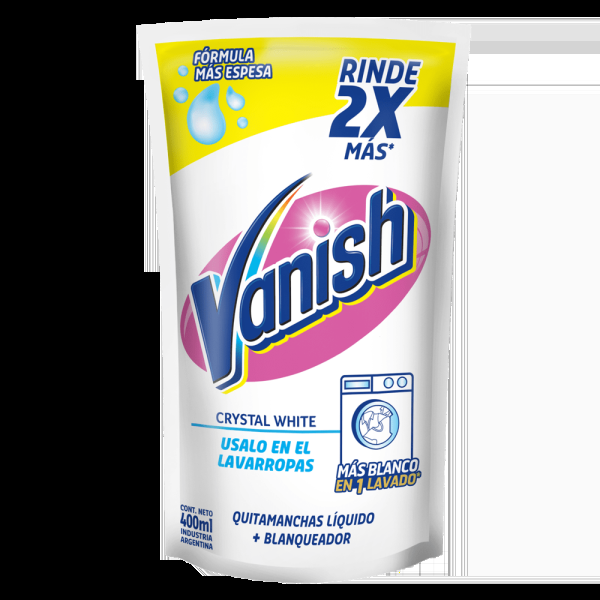 FÓRMULA
MÁS ESPESA
RINDE
2X
MÁS*
Vanish
CRYSTAL WHITE
USALO EN EL
LAVARROPAS
MÁS BLANCO
EN 1 LAVADO*
CONT. NETO
400ml
INDUSTRIA
ARGENTINA
QUITAMANCHAS LÍQUIDO
+ BLANQUEADOR